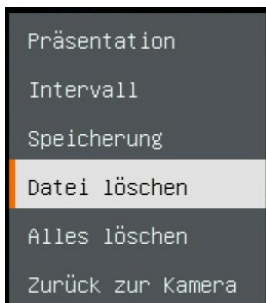 Präsentation
Intervall
Speicherung
Datei löschen
Alles löschen
Zurück zur Kamera